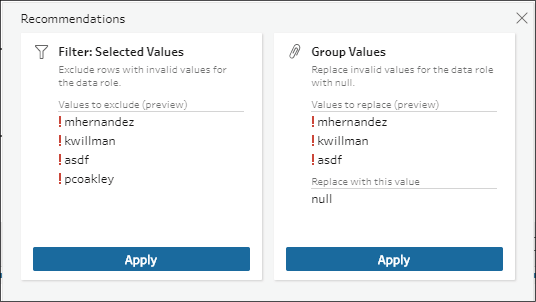 Recommendations
Filter: Selected Values
Exclude rows with invalid values for
the data role.
Values to exclude (preview)
! mhernandez
! kwillman
! asdf
! pcoakley
Apply
Group Values
Replace invalid values for the data role
with null.
Values to replace (preview)
! mhernandez
! kwillman
! asdf
Replace with this value
null
Apply